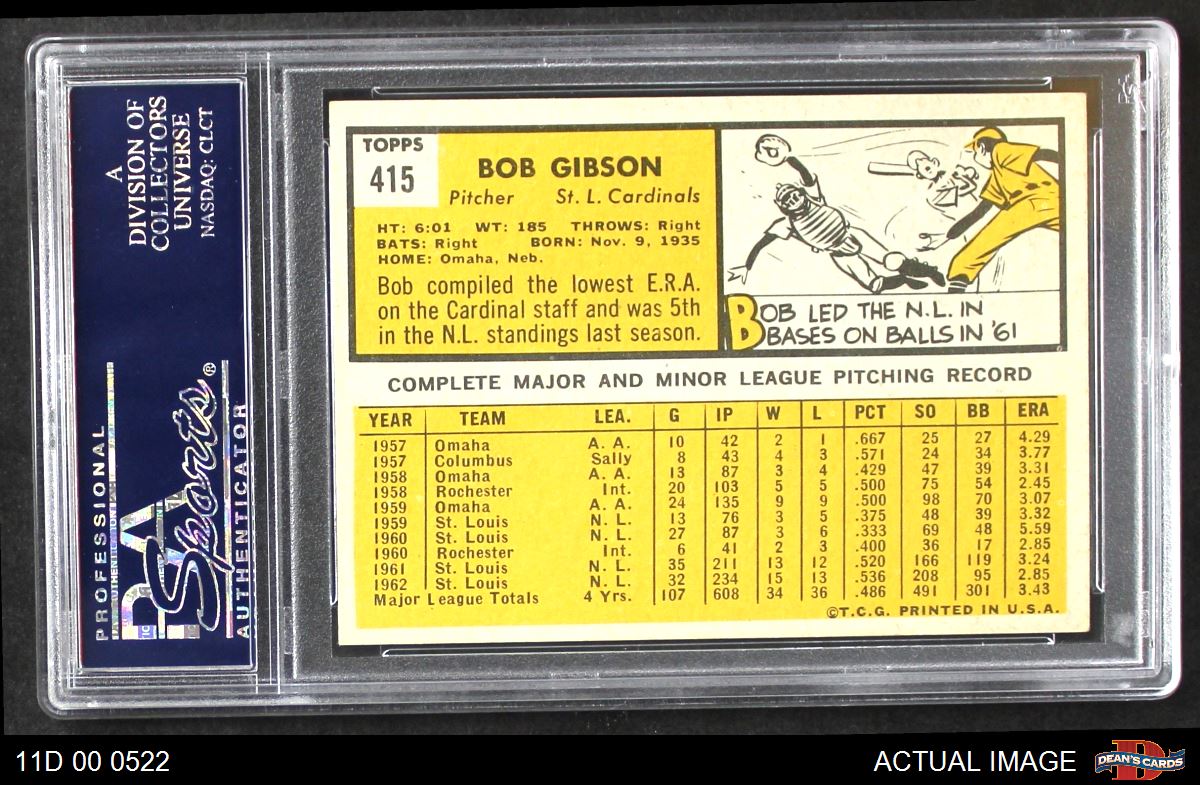 A
DIVISION OF
COLLECTORS
UNIVERSE
NASDAQ: CLCT
PROFESSIONAL
PSA
Sports®
AUTHENTICATOR
TOPPS
415
BOB GIBSON
Pitcher St. L. Cardinals
HT: 6:01 WT: 185 THROWS: Right
BATS: Right BORN: Nov. 9, 1935
HOME: Omaha, Neb.
Bob compiled the lowest E.R.A.
on the Cardinal staff and was 5th
in the N.L. standings last season.
BOB LED THE N.L. IN
BASES ON BALLS IN '61
COMPLETE MAJOR AND MINOR LEAGUE PITCHING RECORD
YEAR TEAM LEA. G IP W L PCT SO BB ERA
1957 Omaha A. A. 10 42 2 1 .667 25 27 4.29
1957 Columbus Sally 8 43 4 3 .571 24 34 3.77
1958 Omaha A. A. 13 87 3 4 .429 47 39 3.31
1958 Rochester Int. 20 103 5 5 .500 75 54 2.45
1959 Omaha A. A. 24 135 9 9 .500 98 70 3.07
1959 St. Louis N. L. 13 76 3 5 .375 48 39 3.32
1960 St. Louis N. L. 27 87 3 6 .333 69 48 5.59
1960 Rochester Int. 6 41 2 3 .400 36 17 2.85
1961 St. Louis N. L. 35 211 13 12 .520 166 119 3.24
1962 St. Louis N. L. 32 234 15 13 .536 208 95 2.85
Major League Totals 4 Yrs. 107 608 34 36 .486 491 301 3.43
©T.C.G. PRINTED IN U.S.A.
11D 00 0522
ACTUAL IMAGE
D
DEAN'S CARDS